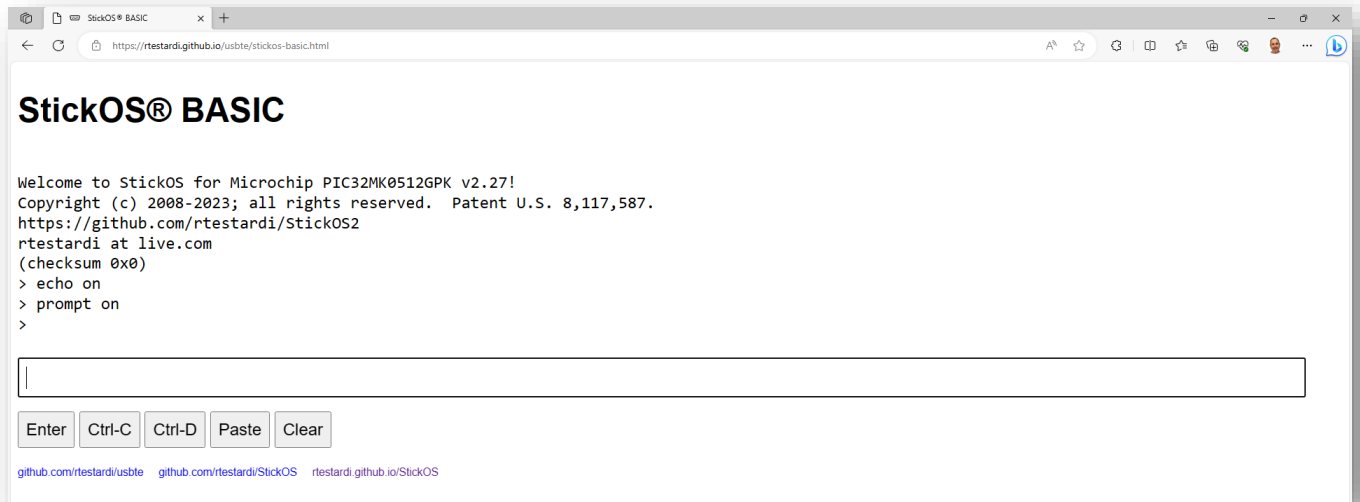 StickOS® BASIC
https://rtestardi.github.io/usbte/stickos-basic.html
StickOS® BASIC
Welcome to StickOS for Microchip PIC32MK0512GPK v2.27!
Copyright (c) 2008-2023; all rights reserved.  Patent U.S. 8,117,587.
https://github.com/rtestardi/StickOS2
rtestardi at live.com
(checksum 0x0)
> echo on
> prompt on
>
Enter Ctrl-C Ctrl-D Paste Clear
github.com/rtestardi/usbte github.com/rtestardi/StickOS rtestardi.github.io/StickOS